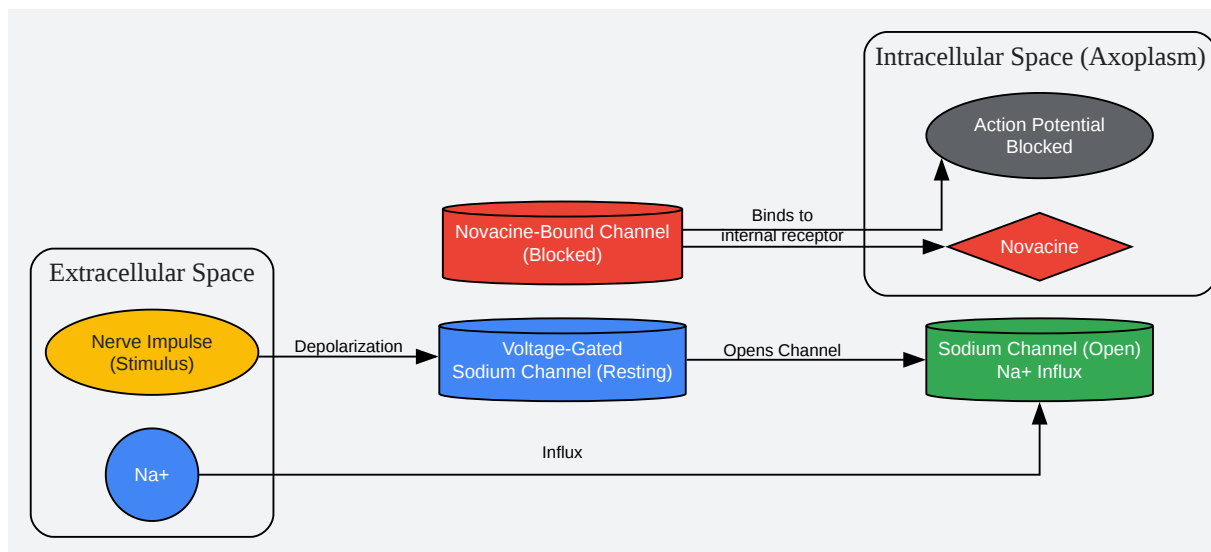 Intracellular Space (Axoplasm)
Action Potential
Blocked
Novacine-Bound Channel
(Blocked)
Binds to
internal receptor
Novacine
Extracellular Space
Nerve Impulse
(Stimulus)
Depolarization
Voltage-Gated
Sodium Channel (Resting)
Opens Channel
Sodium Channel (Open)
Na+ Influx
Na+
Influx